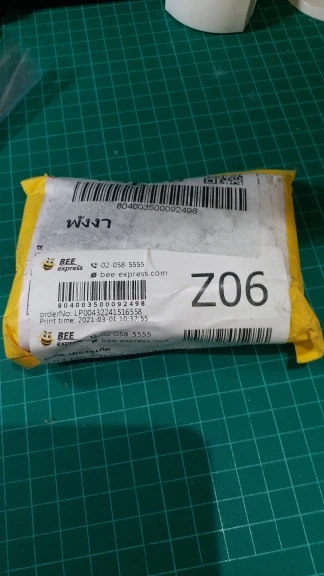 804003500092498
พังงา
BEE express
02-058-5555
bee-express.com
Z06
804003500092498
orderNo: LP00432241516558
Print time: 2021-03-01 10:37:55
BEE
02-058-5555
bee-express.com